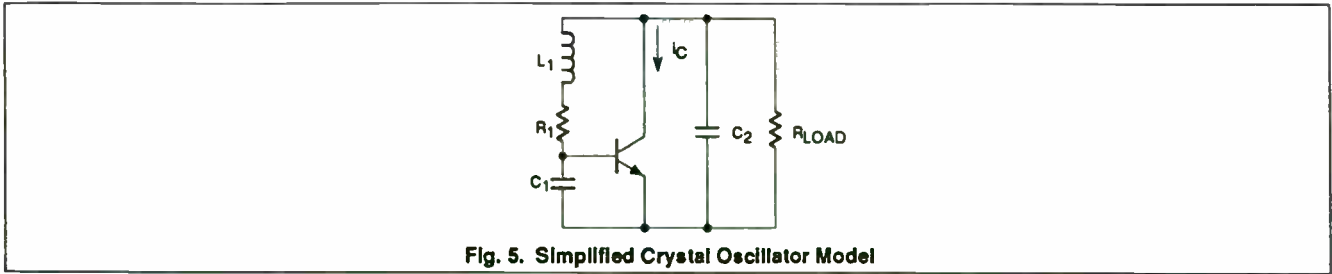 L1
iC
R1
C2
RLOAD
C1
Fig. 5. Simplified Crystal Oscillator Model